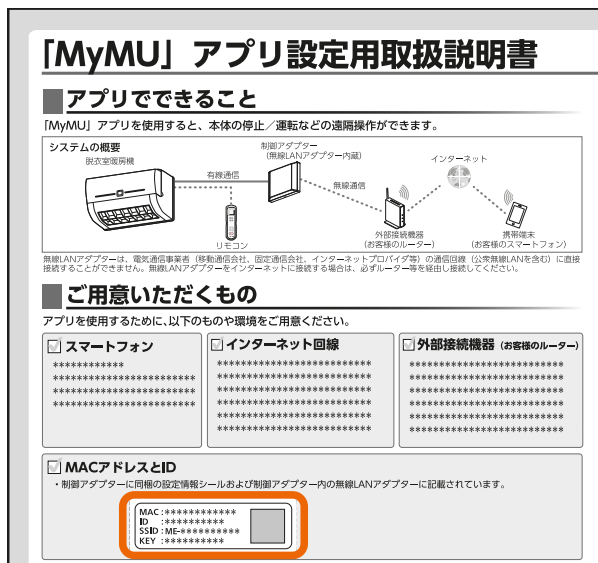 「MyMU」アプリ設定用取扱説明書
アプリでできること
「MyMU」アプリを使用すると、本体の停止／運転などの遠隔操作ができます。
システムの概要
脱衣室暖房機
有線通信
リモコン
制御アダプター
(無線LANアダプター内蔵)
無線通信
インターネット
外部接続機器
(お客様のルーター)
携帯端末
(お客様のスマートフォン)
無線LANアダプターは、電気通信事業者（移動通信会社、固定通信会社、インターネットプロバイダ等）の通信回線（公衆無線LANを含む）に直接
接続することができません。無線LANアダプターをインターネットに接続する場合は、必ずルーター等を経由し接続してください。
ご用意いただくもの
アプリを使用するために、以下のものや環境をご用意ください。
スマートフォン
************
************************
************************
************************
インターネット回線
**************************
**************************
**************************
**************************
**************************
**************************
外部接続機器（お客様のルーター）
**************************
**************************
**************************
**************************
**************************
**************************
MACアドレスとID
・制御アダプターに同梱の設定情報シールおよび制御アダプター内の無線LANアダプターに記載されています。
MAC :************
ID :**********
SSID : ME-**********
KEY :**********